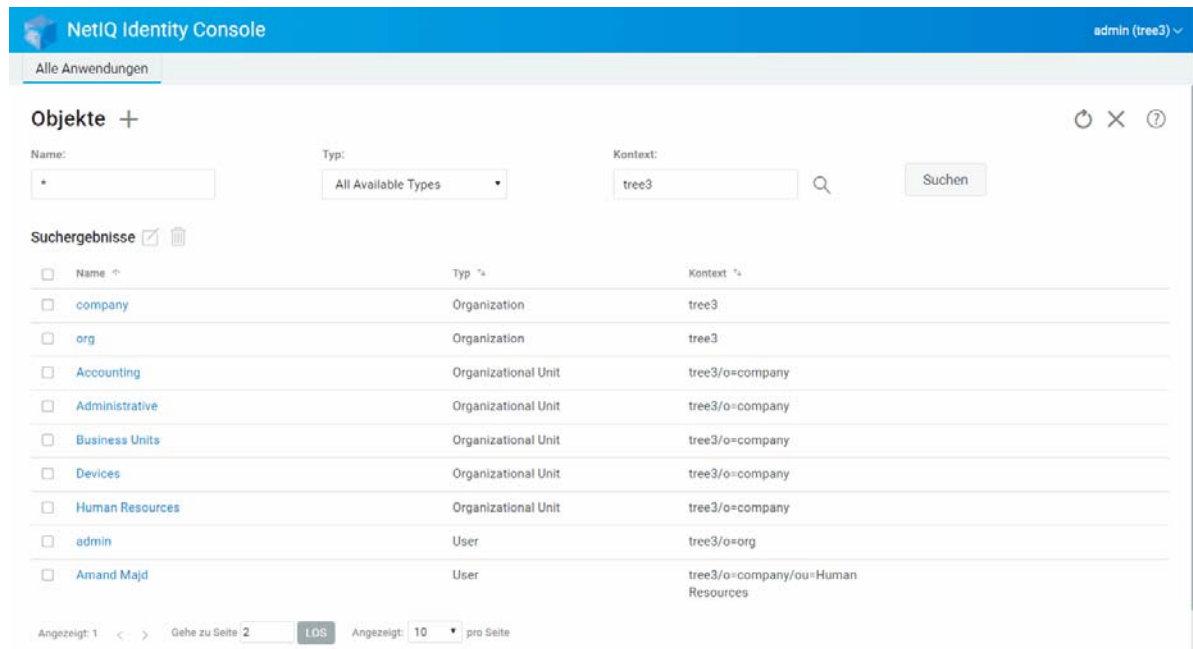 NetIQ Identity Console
admin (tree3)
Alle Anwendungen
Objekte
Name: Typ: Kontext:
* All Available Types tree3 Suchen
Suchergebnisse
Name Typ Kontext
company Organization tree3
org Organization tree3
Accounting Organizational Unit tree3/o=company
Administrative Organizational Unit tree3/o=company
Business Units Organizational Unit tree3/o=company
Devices Organizational Unit tree3/o=company
Human Resources Organizational Unit tree3/o=company
admin User tree3/o=org
Amand Majd User tree3/o=company/ou=Human
Resources
Angezeigt: 1 < > Gehe zu Seite 2 LOS Angezeigt: 10 pro Seite